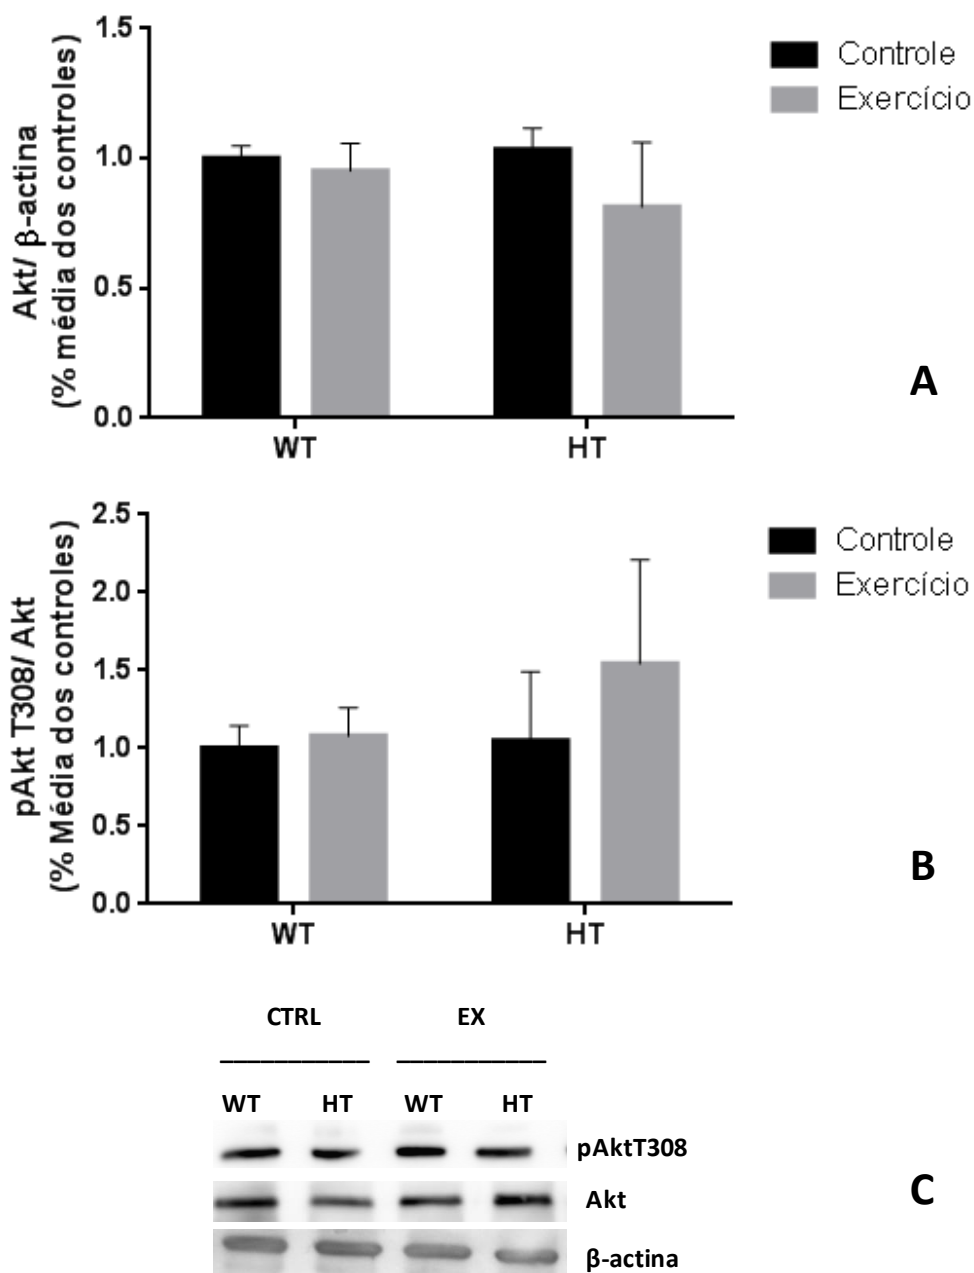 Akt/ β-actina
(% média dos controles)
1.5
1.0
0.5
0.0
WT
HT
Controle
Exercício
A
pAkt T308/ Akt
(% Média dos controles)
2.5
2.0
1.5
1.0
0.5
0.0
WT
HT
Controle
Exercício
B
CTRL EX
WT HT WT HT
pAktT308
Akt
β-actina
C